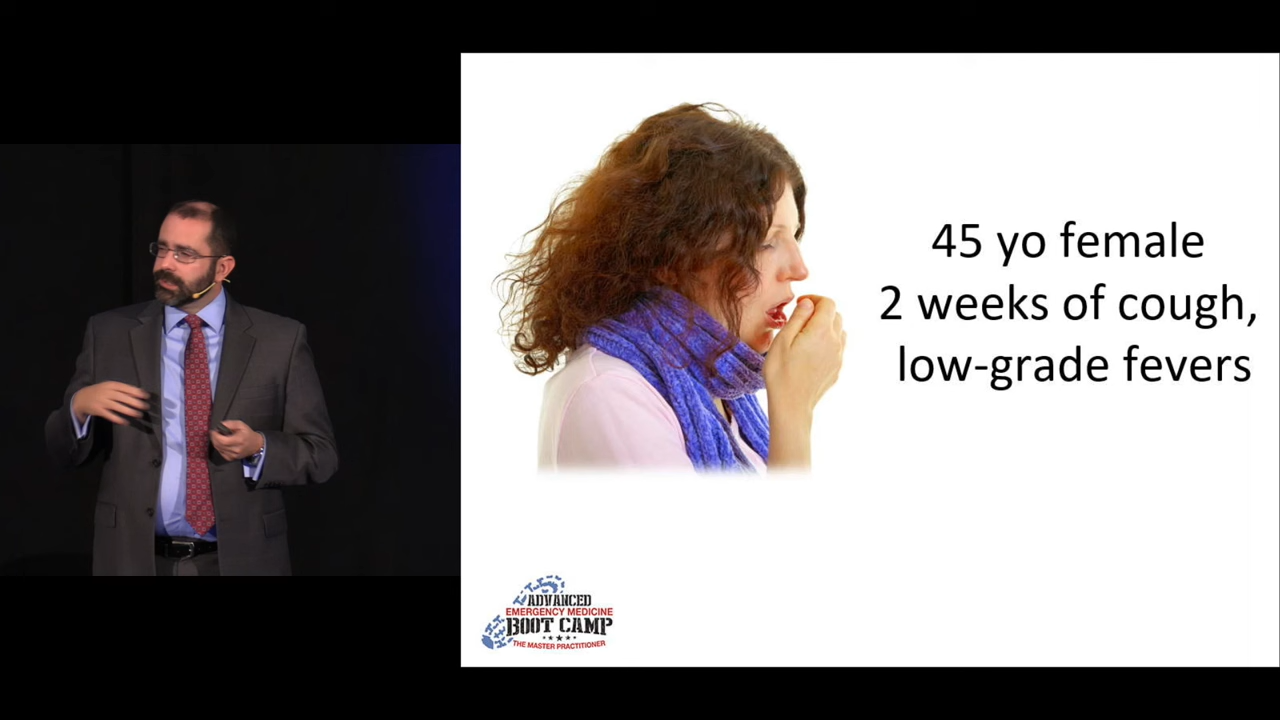 45 yo female
2 weeks of cough,
low-grade fevers
ADVANCED
EMERGENCY MEDICINE
BOOT CAMP
THE MASTER PRACTITIONER